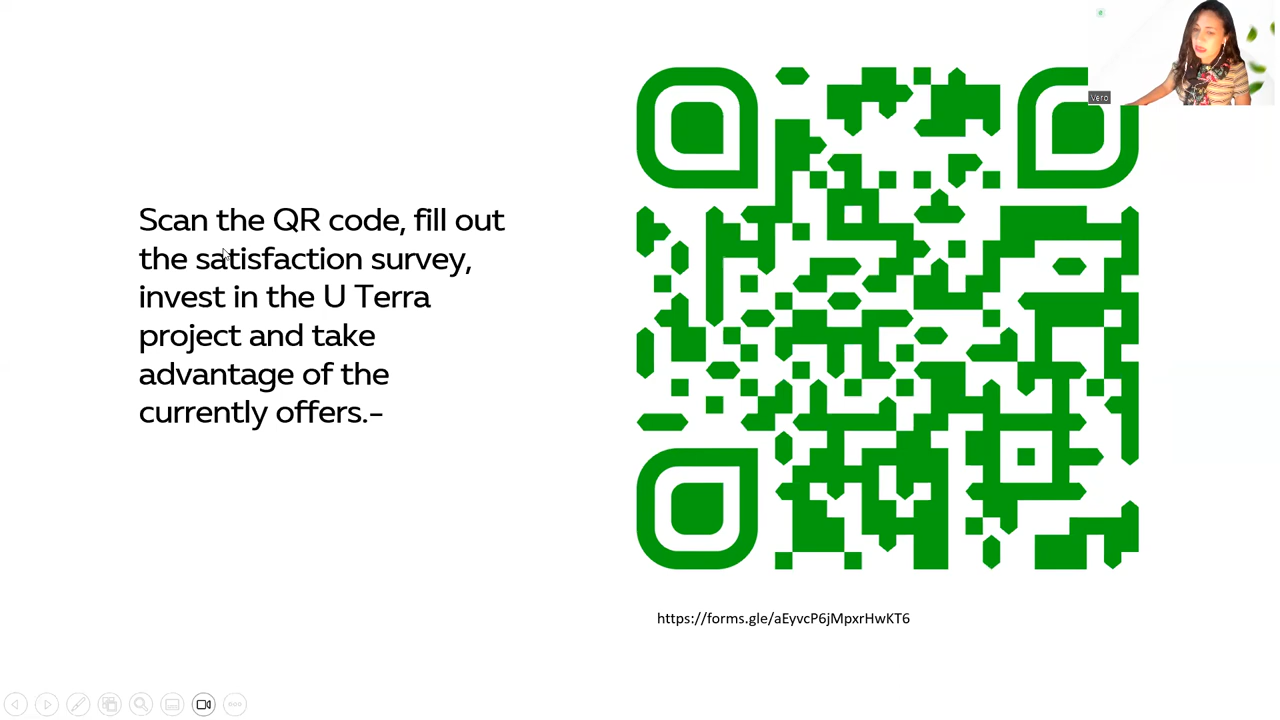 Vero
Scan the QR code, fill out
the satisfaction survey,
invest in the U Terra
project and take
advantage of the
currently offers.-
https://forms.gle/aEyvcP6jMpxrHwKT6